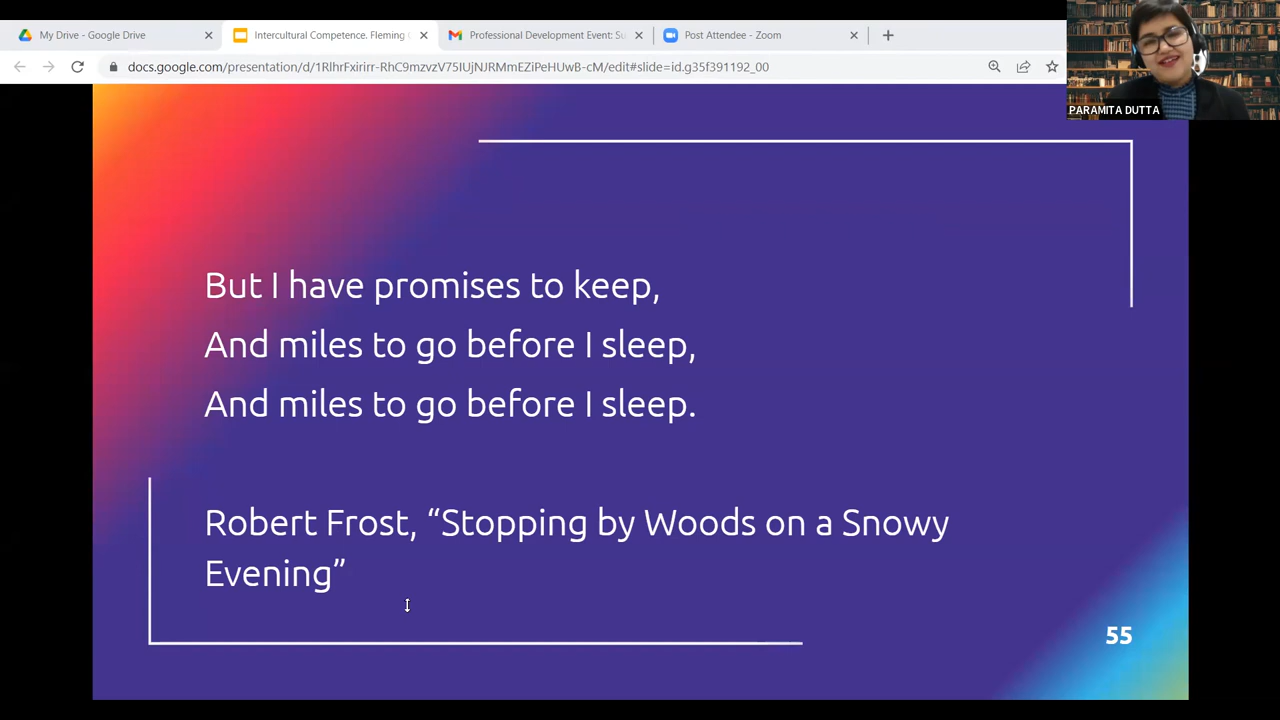 My Drive - Google Drive
Intercultural Competence. Fleming
Professional Development Event: Su
Post Attendee - Zoom
docs.google.com/presentation/d/1RlhrFxirirr-RhC9mzvzV75IUjNJRMmEZiPeHUwB-cM/edit#slide=id.g35f391192_00
PARAMITA DUTTA
But I have promises to keep,
And miles to go before I sleep,
And miles to go before I sleep.
Robert Frost, “Stopping by Woods on a Snowy
Evening”
55